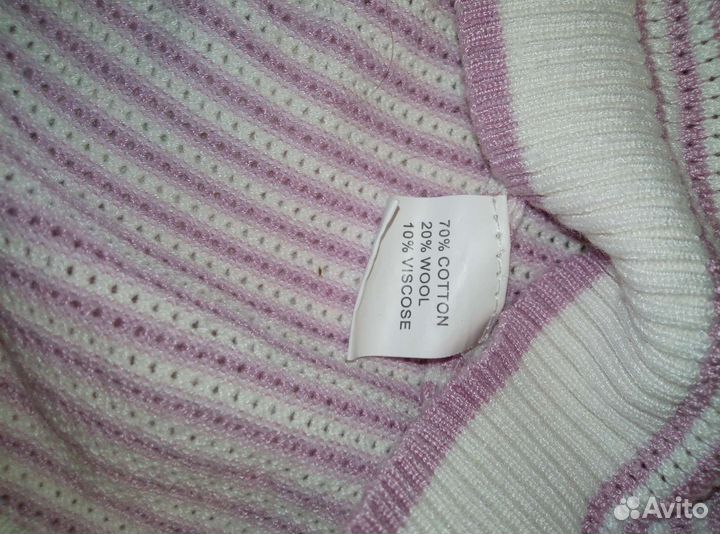 70% COTTON
20% WOOL
10% VISCOSE
Avito